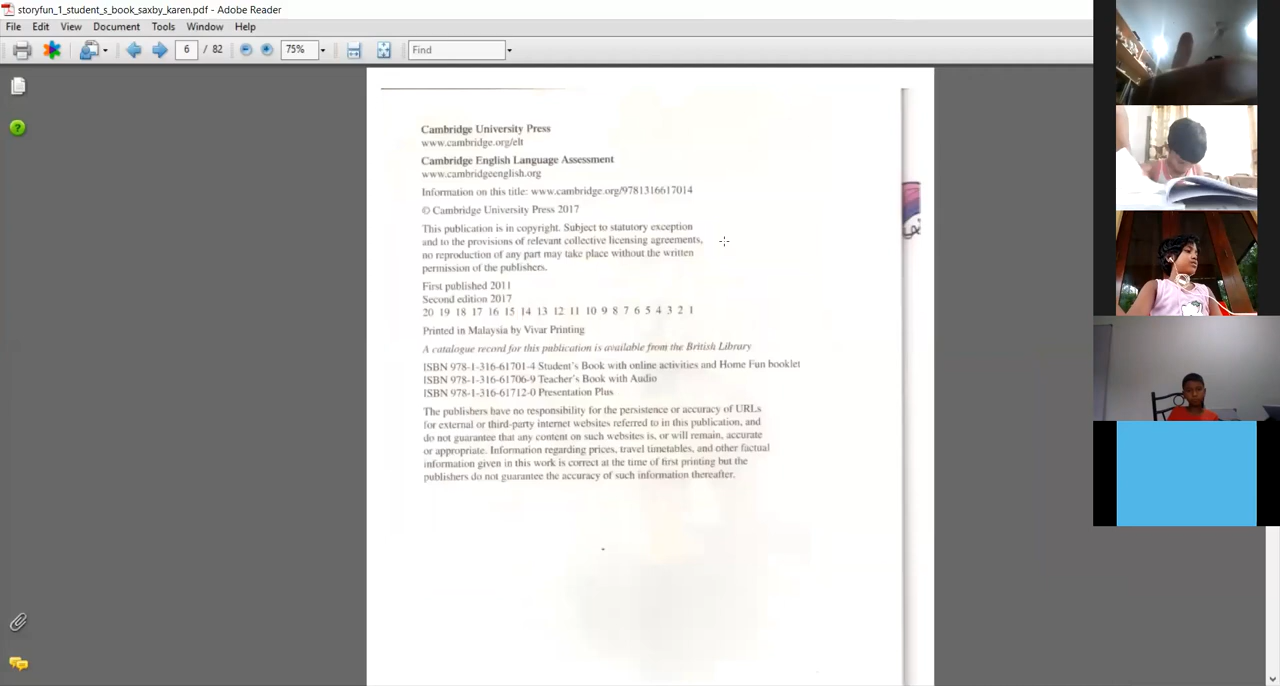 storyfun_1_student_s_book_saxby_karen.pdf - Adobe Reader
File Edit View Document Tools Window Help
6 / 82 75% Find
Cambridge University Press
www.cambridge.org/elt
Cambridge English Language Assessment
www.cambridgeenglish.org
Information on this title: www.cambridge.org/9781316617014
© Cambridge University Press 2017
This publication is in copyright. Subject to statutory exception
and to the provisions of relevant collective licensing agreements,
no reproduction of any part may take place without the written
permission of the publishers.
First published 2011
Second edition 2017
20 19 18 17 16 15 14 13 12 11 10 9 8 7 6 5 4 3 2 1
Printed in Malaysia by Vivar Printing
A catalogue record for this publication is available from the British Library
ISBN 978-1-316-61701-4 Student's Book with online activities and Home Fun booklet
ISBN 978-1-316-61706-9 Teacher's Book with Audio
ISBN 978-1-316-61712-0 Presentation Plus
The publishers have no responsibility for the persistence or accuracy of URLs
for external or third-party internet websites referred to in this publication, and
do not guarantee that any content on such websites is, or will remain, accurate
or appropriate. Information regarding prices, travel timetables, and other factual
information given in this work is correct at the time of first printing but the
publishers do not guarantee the accuracy of such information thereafter.